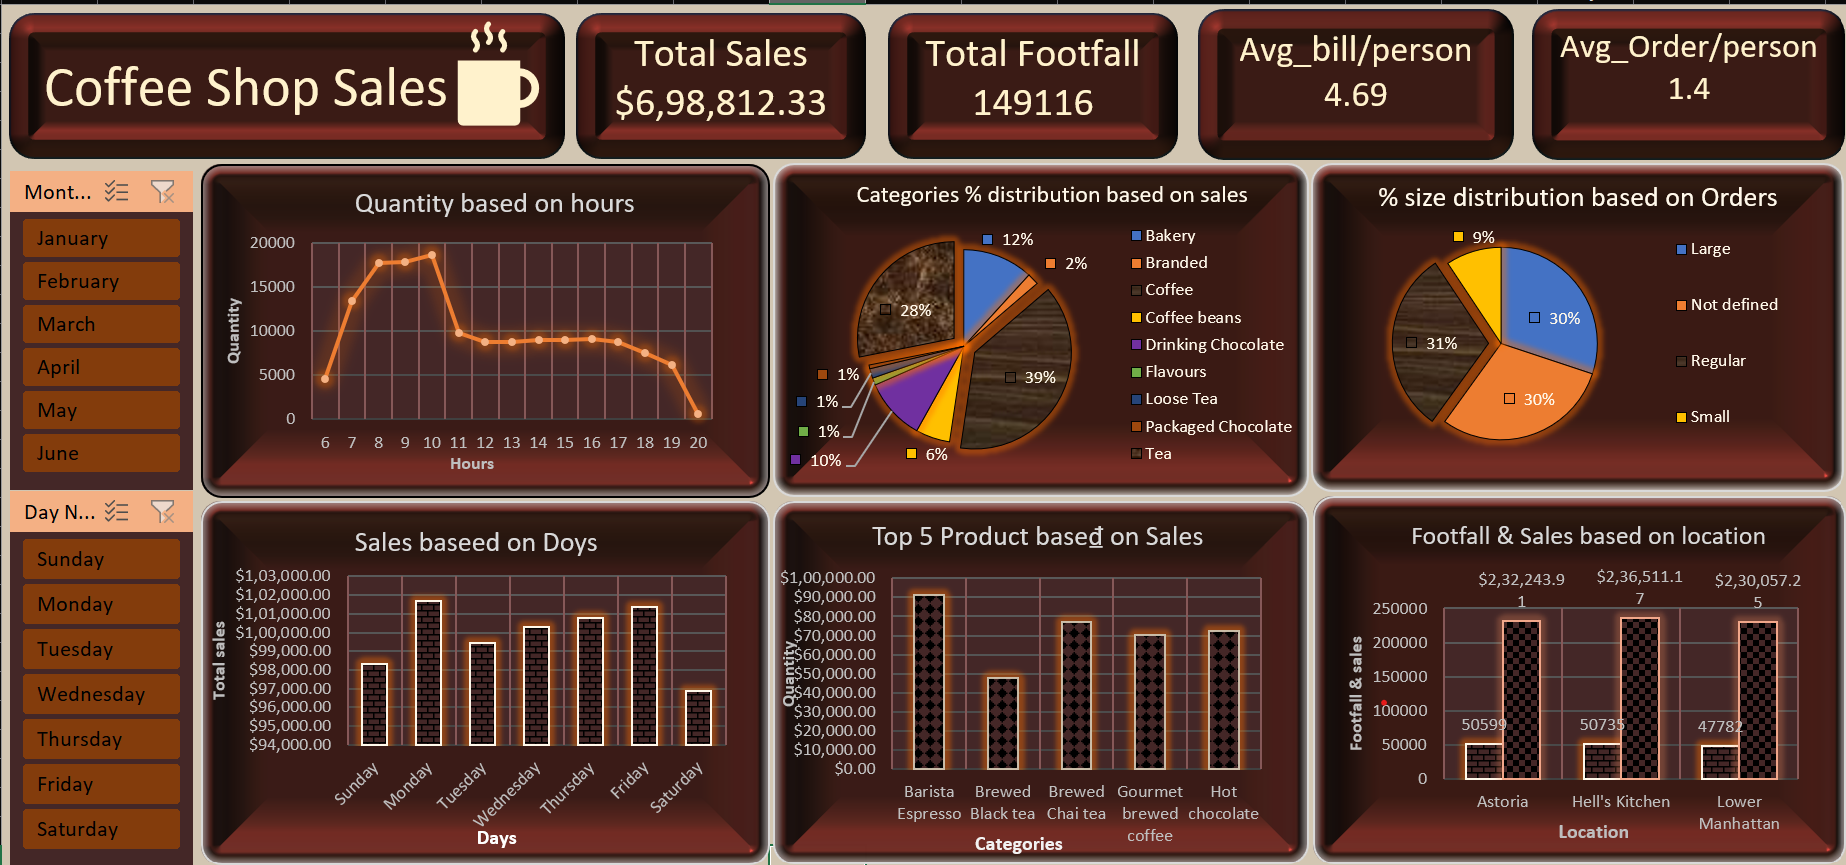 Coffee Shop Sales
Total Sales
$6,98,812.33
Total Footfall
149116
Avg_bill/person
4.69
Avg_Order/person
1.4
Mont...
January
February
March
April
May
June
Day N...
Sunday
Monday
Tuesday
Wednesday
Thursday
Friday
Saturday
Quantity based on hours
Quantity
20000
15000
10000
5000
0
6 7 8 9 10 11 12 13 14 15 16 17 18 19 20
Hours
Categories % distribution based on sales
12%
2%
39%
6%
10%
1%
1%
1%
28%
Bakery
Branded
Coffee
Coffee beans
Drinking Chocolate
Flavours
Loose Tea
Packaged Chocolate
Tea
% size distribution based on Orders
9%
30%
30%
31%
Large
Not defined
Regular
Small
Sales baseed on Doys
Total sales
$1,03,000.00
$1,02,000.00
$1,01,000.00
$1,00,000.00
$99,000.00
$98,000.00
$97,000.00
$96,000.00
$95,000.00
$94,000.00
Sunday
Monday
Tuesday
Wednesday
Thursday
Friday
Saturday
Days
Top 5 Product based on Sales
Quantity
$1,00,000.00
$90,000.00
$80,000.00
$70,000.00
$60,000.00
$50,000.00
$40,000.00
$30,000.00
$20,000.00
$10,000.00
$0.00
Barista
Espresso
Brewed
Black tea
Brewed
Chai tea
Gourmet
brewed
coffee
Hot
chocolate
Categories
Footfall & Sales based on location
Footfall & sales
250000
200000
150000
100000
50000
0
$2,32,243.9
1
$2,36,511.1
7
$2,30,057.2
5
50599
50735
47782
Astoria
Hell's Kitchen
Lower
Manhattan
Location